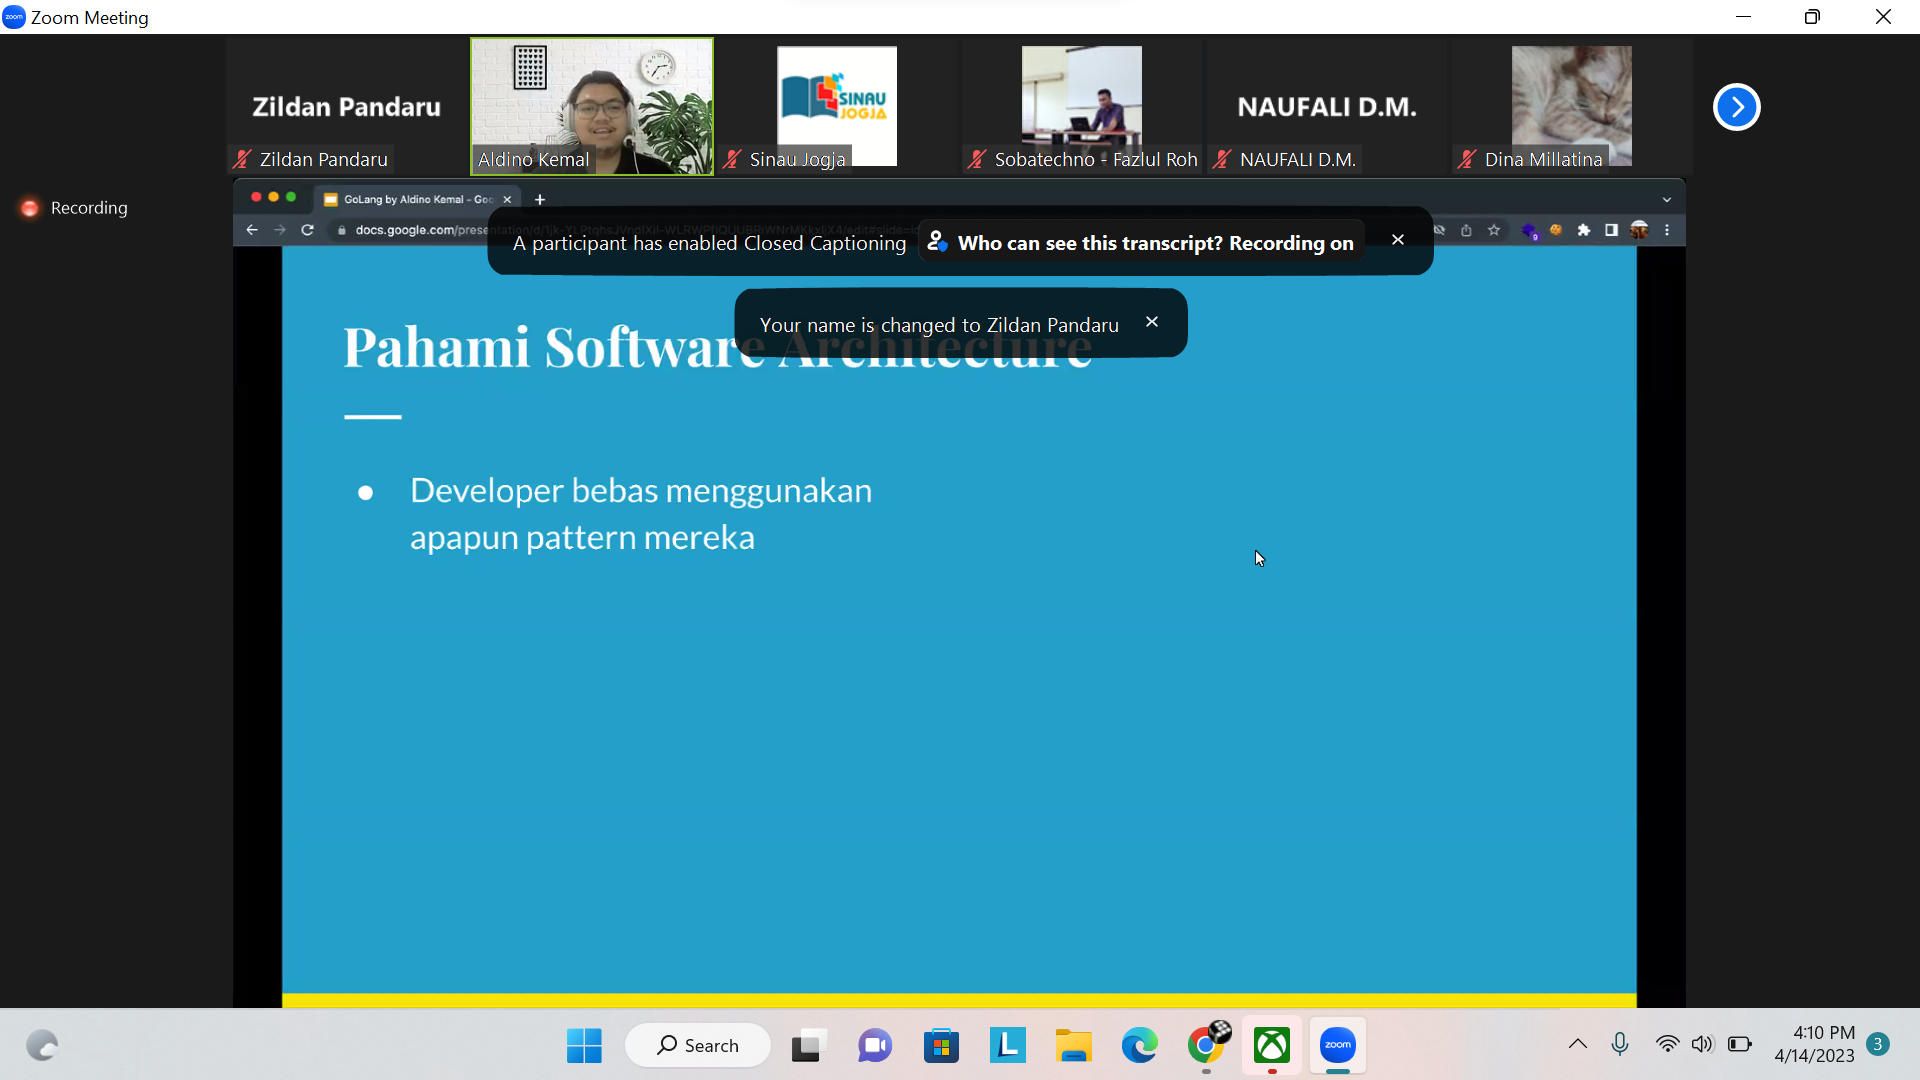 Zoom Meeting
Zildan Pandaru
SINAU
JOGJA
NAUFALI D.M.
Zildan Pandaru
Aldino Kemal
Sinau Jogja
Sobatechno - Fazlul Roh
NAUFALI D.M.
Dina Millatina
Recording
GoLang by Aldino Kemal - Goo
docs.google.com/presentation/d/
A participant has enabled Closed Captioning
Who can see this transcript? Recording on
Your name is changed to Zildan Pandaru
Pahami Software Architecture
Developer bebas menggunakan
apapun pattern mereka
Search
zoom
4:10 PM
4/14/2023
3